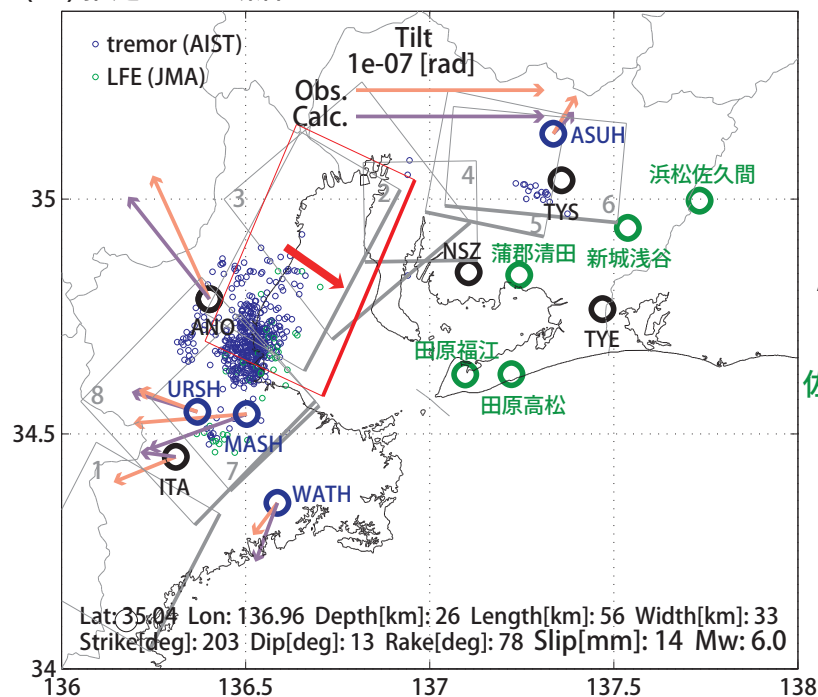 tremor (AIST)
LFE (JMA)
Tilt
1e-07 [rad]
Obs.
Calc.
ASUH
浜松佐久間
35
3
2
4
TYS
6
5
新城浅谷
NSZ
蒲郡清田
ANO
TYE
田原福江
田原高松
佐
8
URSH
34.5
MASH
1
ITA
7
WATH
Lat: 35.04 Lon: 136.96 Depth[km]: 26 Length[km]: 56 Width[km]: 33
Strike[deg]: 203 Dip[deg]: 13 Rake[deg]: 78 Slip[mm]: 14 Mw: 6.0
34
136
136.5
137
137.5
138